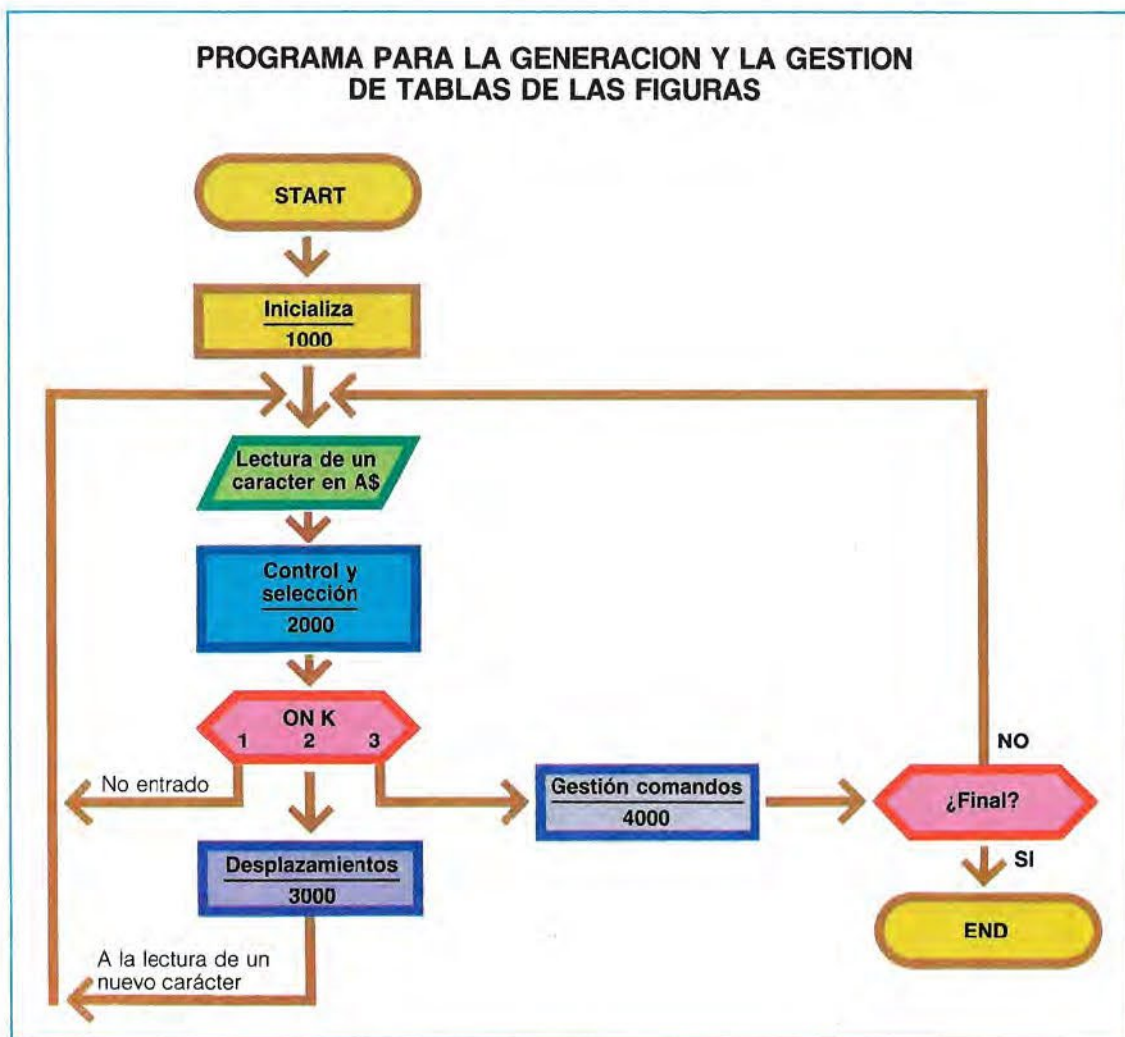 PROGRAMA PARA LA GENERACION Y LA GESTION
DE TABLAS DE LAS FIGURAS
START
Inicializa
1000
Lectura de un
caracter en A$
Control y
selección
2000
ON K
1 2 3
No entrado
Desplazamientos
3000
A la lectura de un
nuevo carácter
Gestión comandos
4000
¿Final?
NO
SI
END